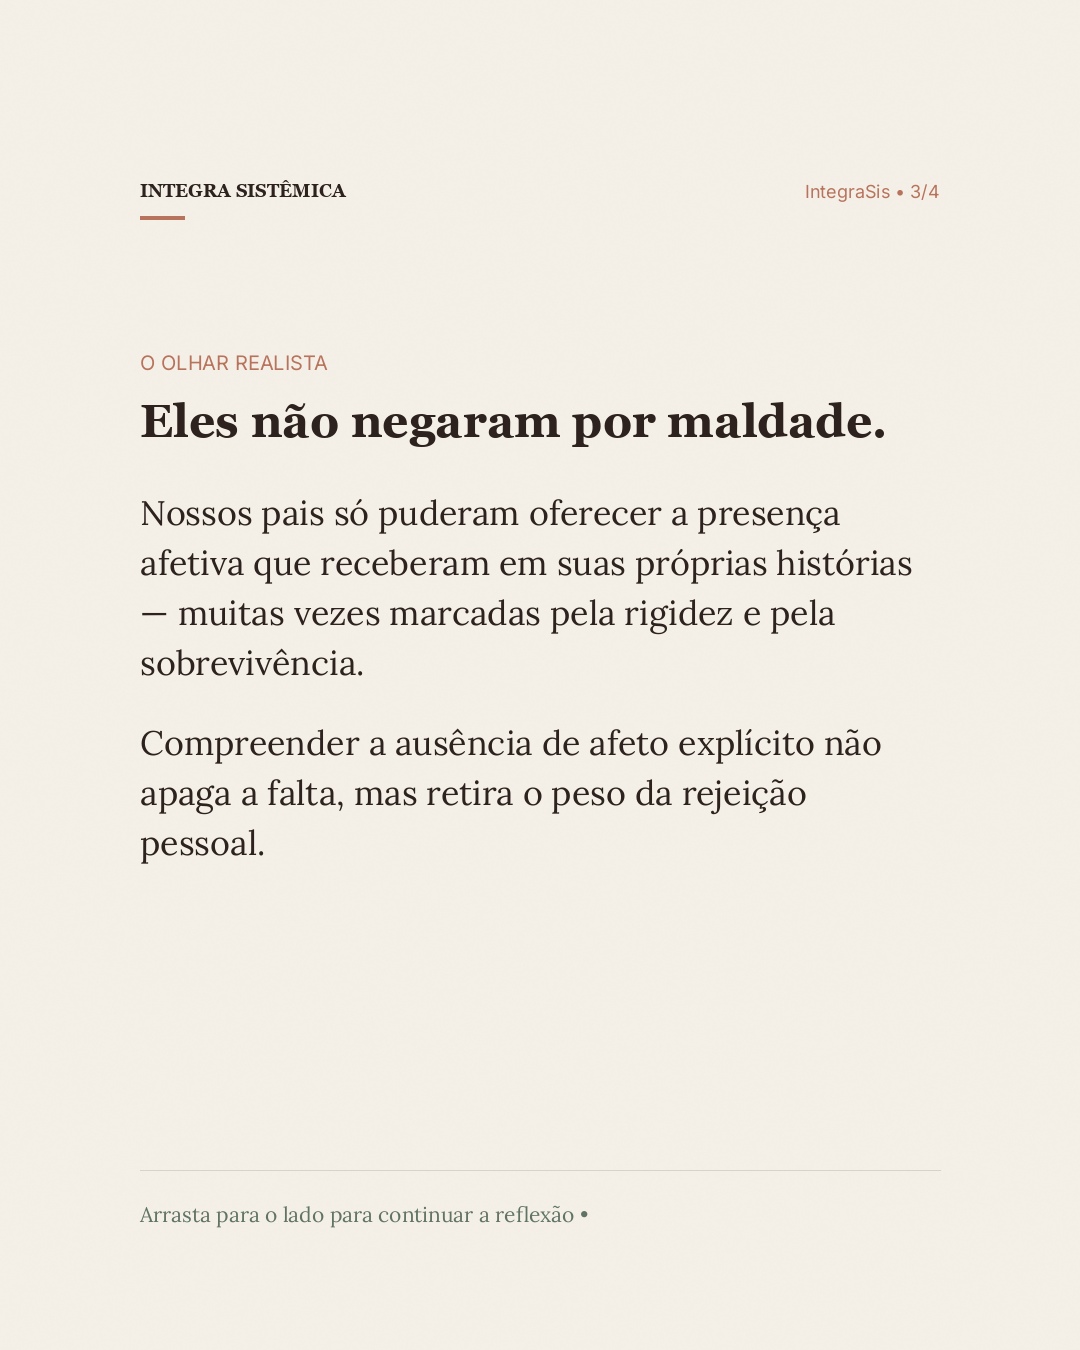 INTEGRA SISTÊMICA
IntegraSis • 3/4
O OLHAR REALISTA
Eles não negaram por maldade.
Nossos pais só puderam oferecer a presença
afetiva que receberam em suas próprias histórias
— muitas vezes marcadas pela rigidez e pela
sobrevivência.
Compreender a ausência de afeto explícito não
apaga a falta, mas retira o peso da rejeição
pessoal.
Arrasta para o lado para continuar a reflexão •